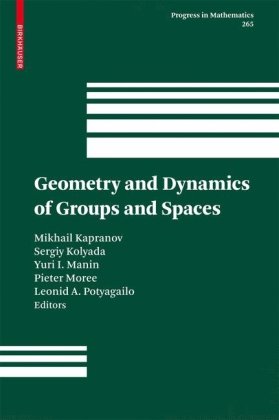 BIRKHAUSER
Progress in Mathematics
265
Geometry and Dynamics
of Groups and Spaces
Mikhail Kapranov
Sergiy Kolyada
Yuri I. Manin
Pieter Moree
Leonid A. Potyagailo
Editors